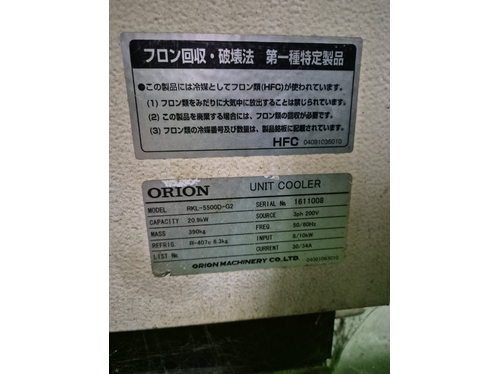 フロン回収・破壊法 第一種特定製品
●この製品には冷媒としてフロン類(HFC)が使われています。
(1) フロン類をみだりに大気中に放出することは禁じられています。
(2) この製品を廃棄する場合には、フロン類の回収が必要です。
(3) フロン類の冷媒番号及び数量は、製品銘板に記載されています。
HFC 04081035010
ORION UNIT COOLER
MODEL RKL-5500D-G2 SERIAL No. 1611008
CAPACITY 20.9kW SOURCE 3ph 200V
MASS 390kg FREQ 50/60Hz
REFRIG R-407c 6.3kg INPUT 8/10kW
LIST No. CURRENT 30/34A
ORION MACHINERY CO.,LTD.